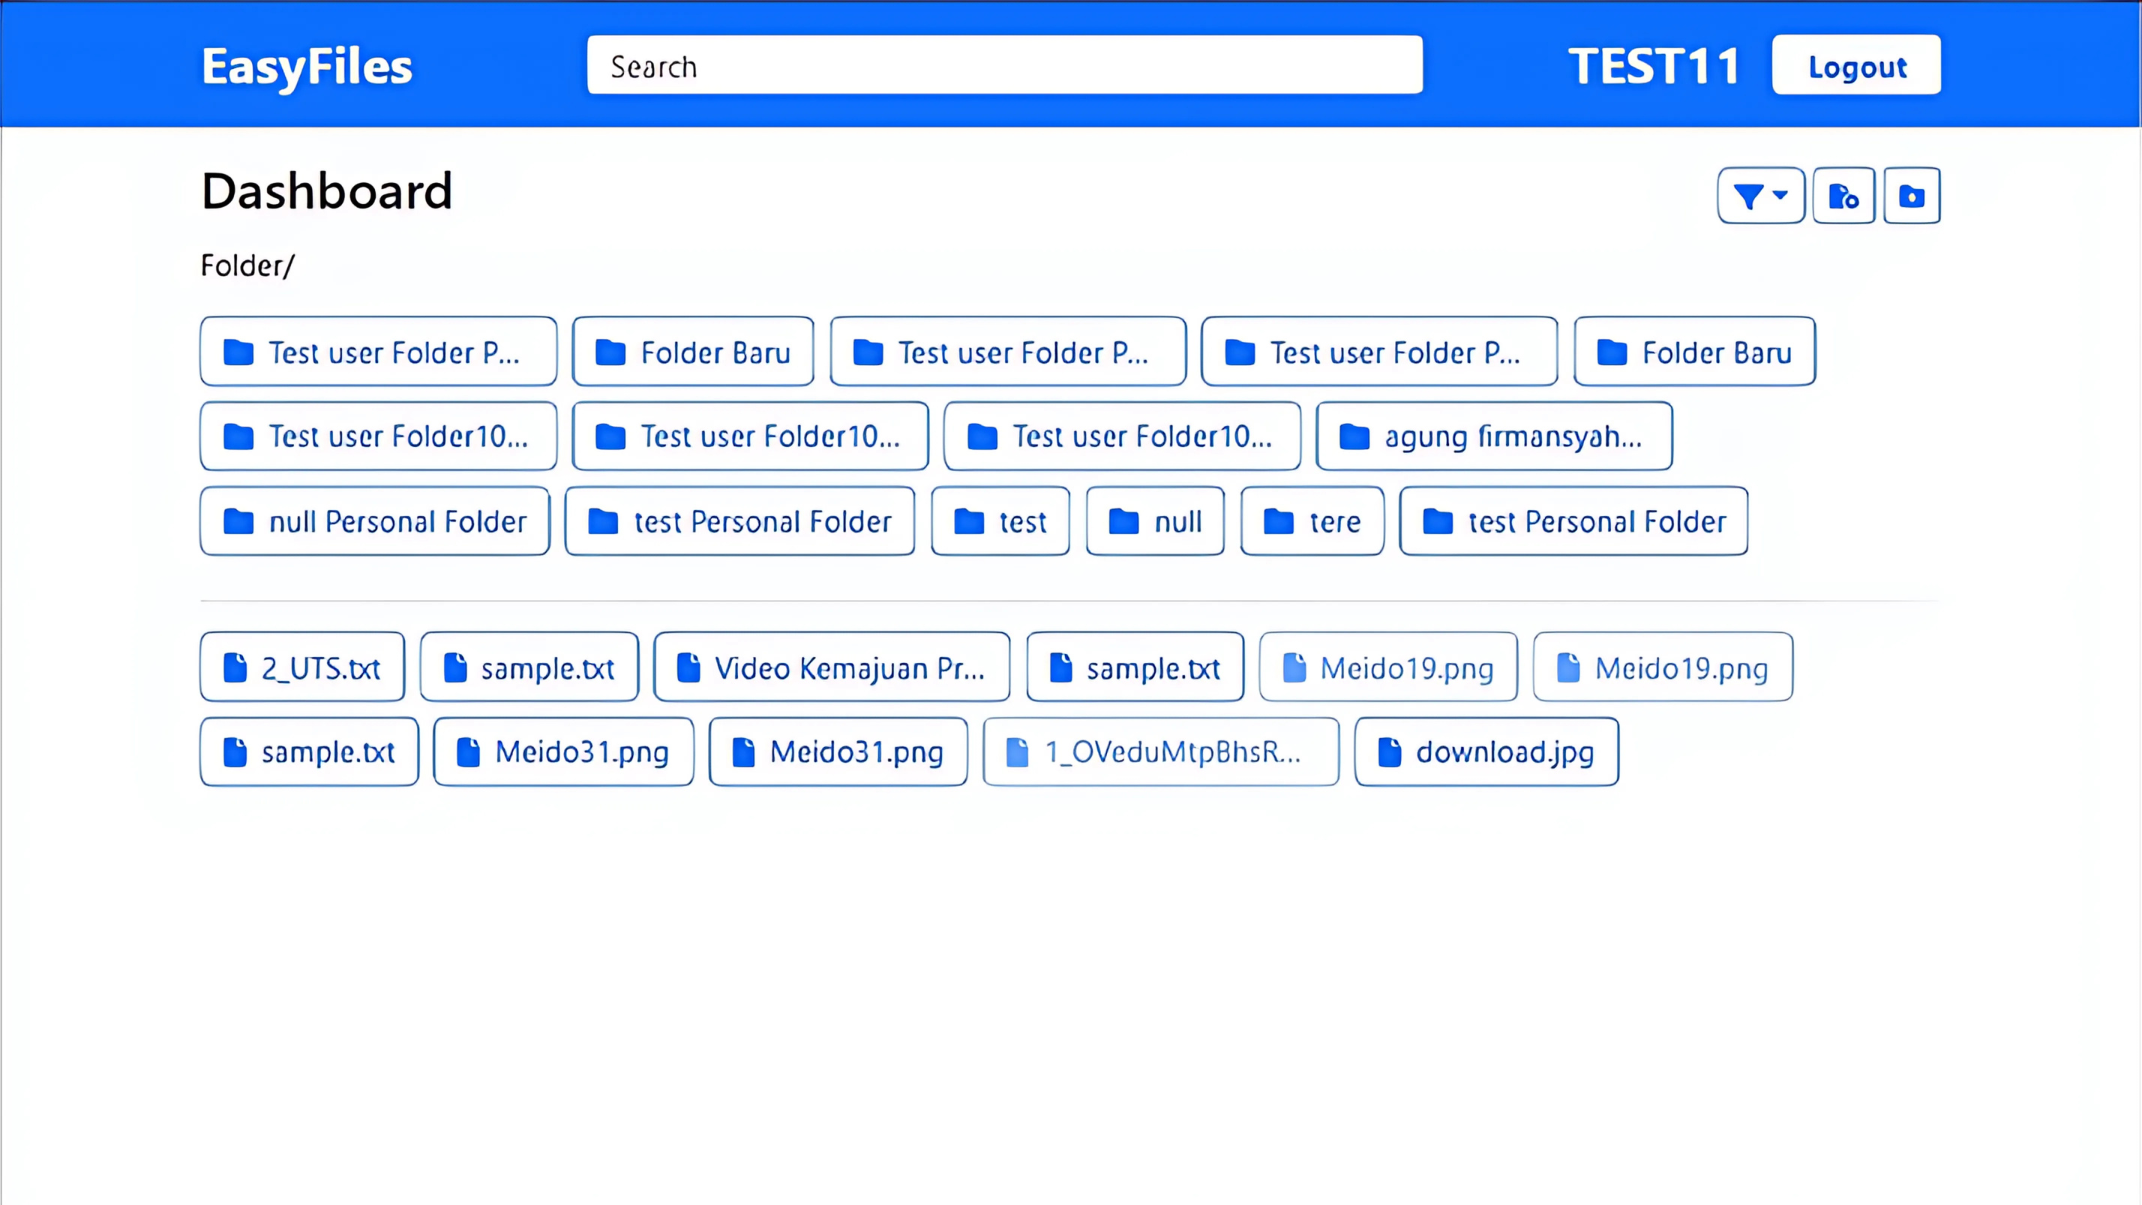 EasyFiles Search TEST11 Logout
Dashboard
Folder/
Test user Folder P... Folder Baru Test user Folder P... Test user Folder P... Folder Baru
Test user Folder10... Test user Folder10... Test user Folder10... agung firmansyah...
null Personal Folder test Personal Folder test null tere test Personal Folder
2_UTS.txt sample.txt Video Kemajuan Pr... sample.txt Meido19.png Meido19.png
sample.txt Meido31.png Meido31.png 1_OVeduMtpBhsR... download.jpg